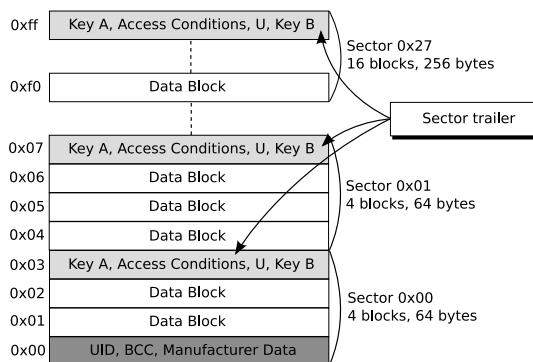 0xff Key A, Access Conditions, U, Key B
Sector 0x27
16 blocks, 256 bytes
0xf0 Data Block
Sector trailer
0x07 Key A, Access Conditions, U, Key B
0x06 Data Block
Sector 0x01
4 blocks, 64 bytes
0x05 Data Block
0x04 Data Block
0x03 Key A, Access Conditions, U, Key B
0x02 Data Block
Sector 0x00
4 blocks, 64 bytes
0x01 Data Block
0x00 UID, BCC, Manufacturer Data